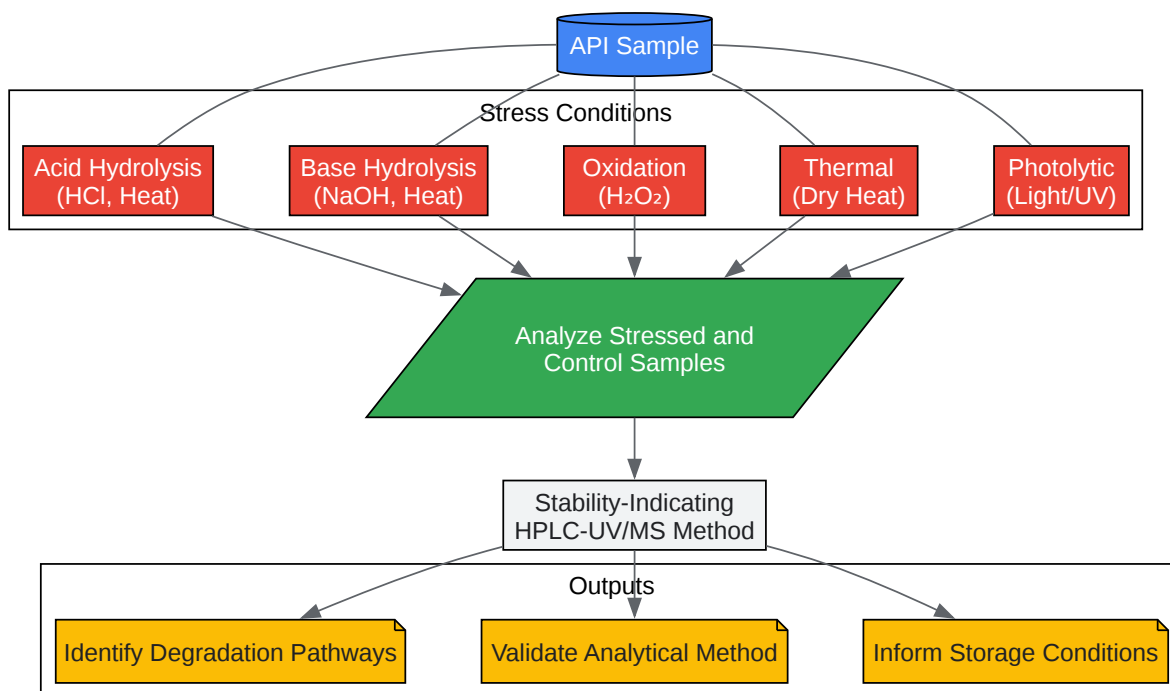 API Sample
Stress Conditions
Acid Hydrolysis
(HCl, Heat)
Base Hydrolysis
(NaOH, Heat)
Oxidation
(H₂O₂)
Thermal
(Dry Heat)
Photolytic
(Light/UV)
Analyze Stressed and
Control Samples
Stability-Indicating
HPLC-UV/MS Method
Outputs
Identify Degradation Pathways
Validate Analytical Method
Inform Storage Conditions